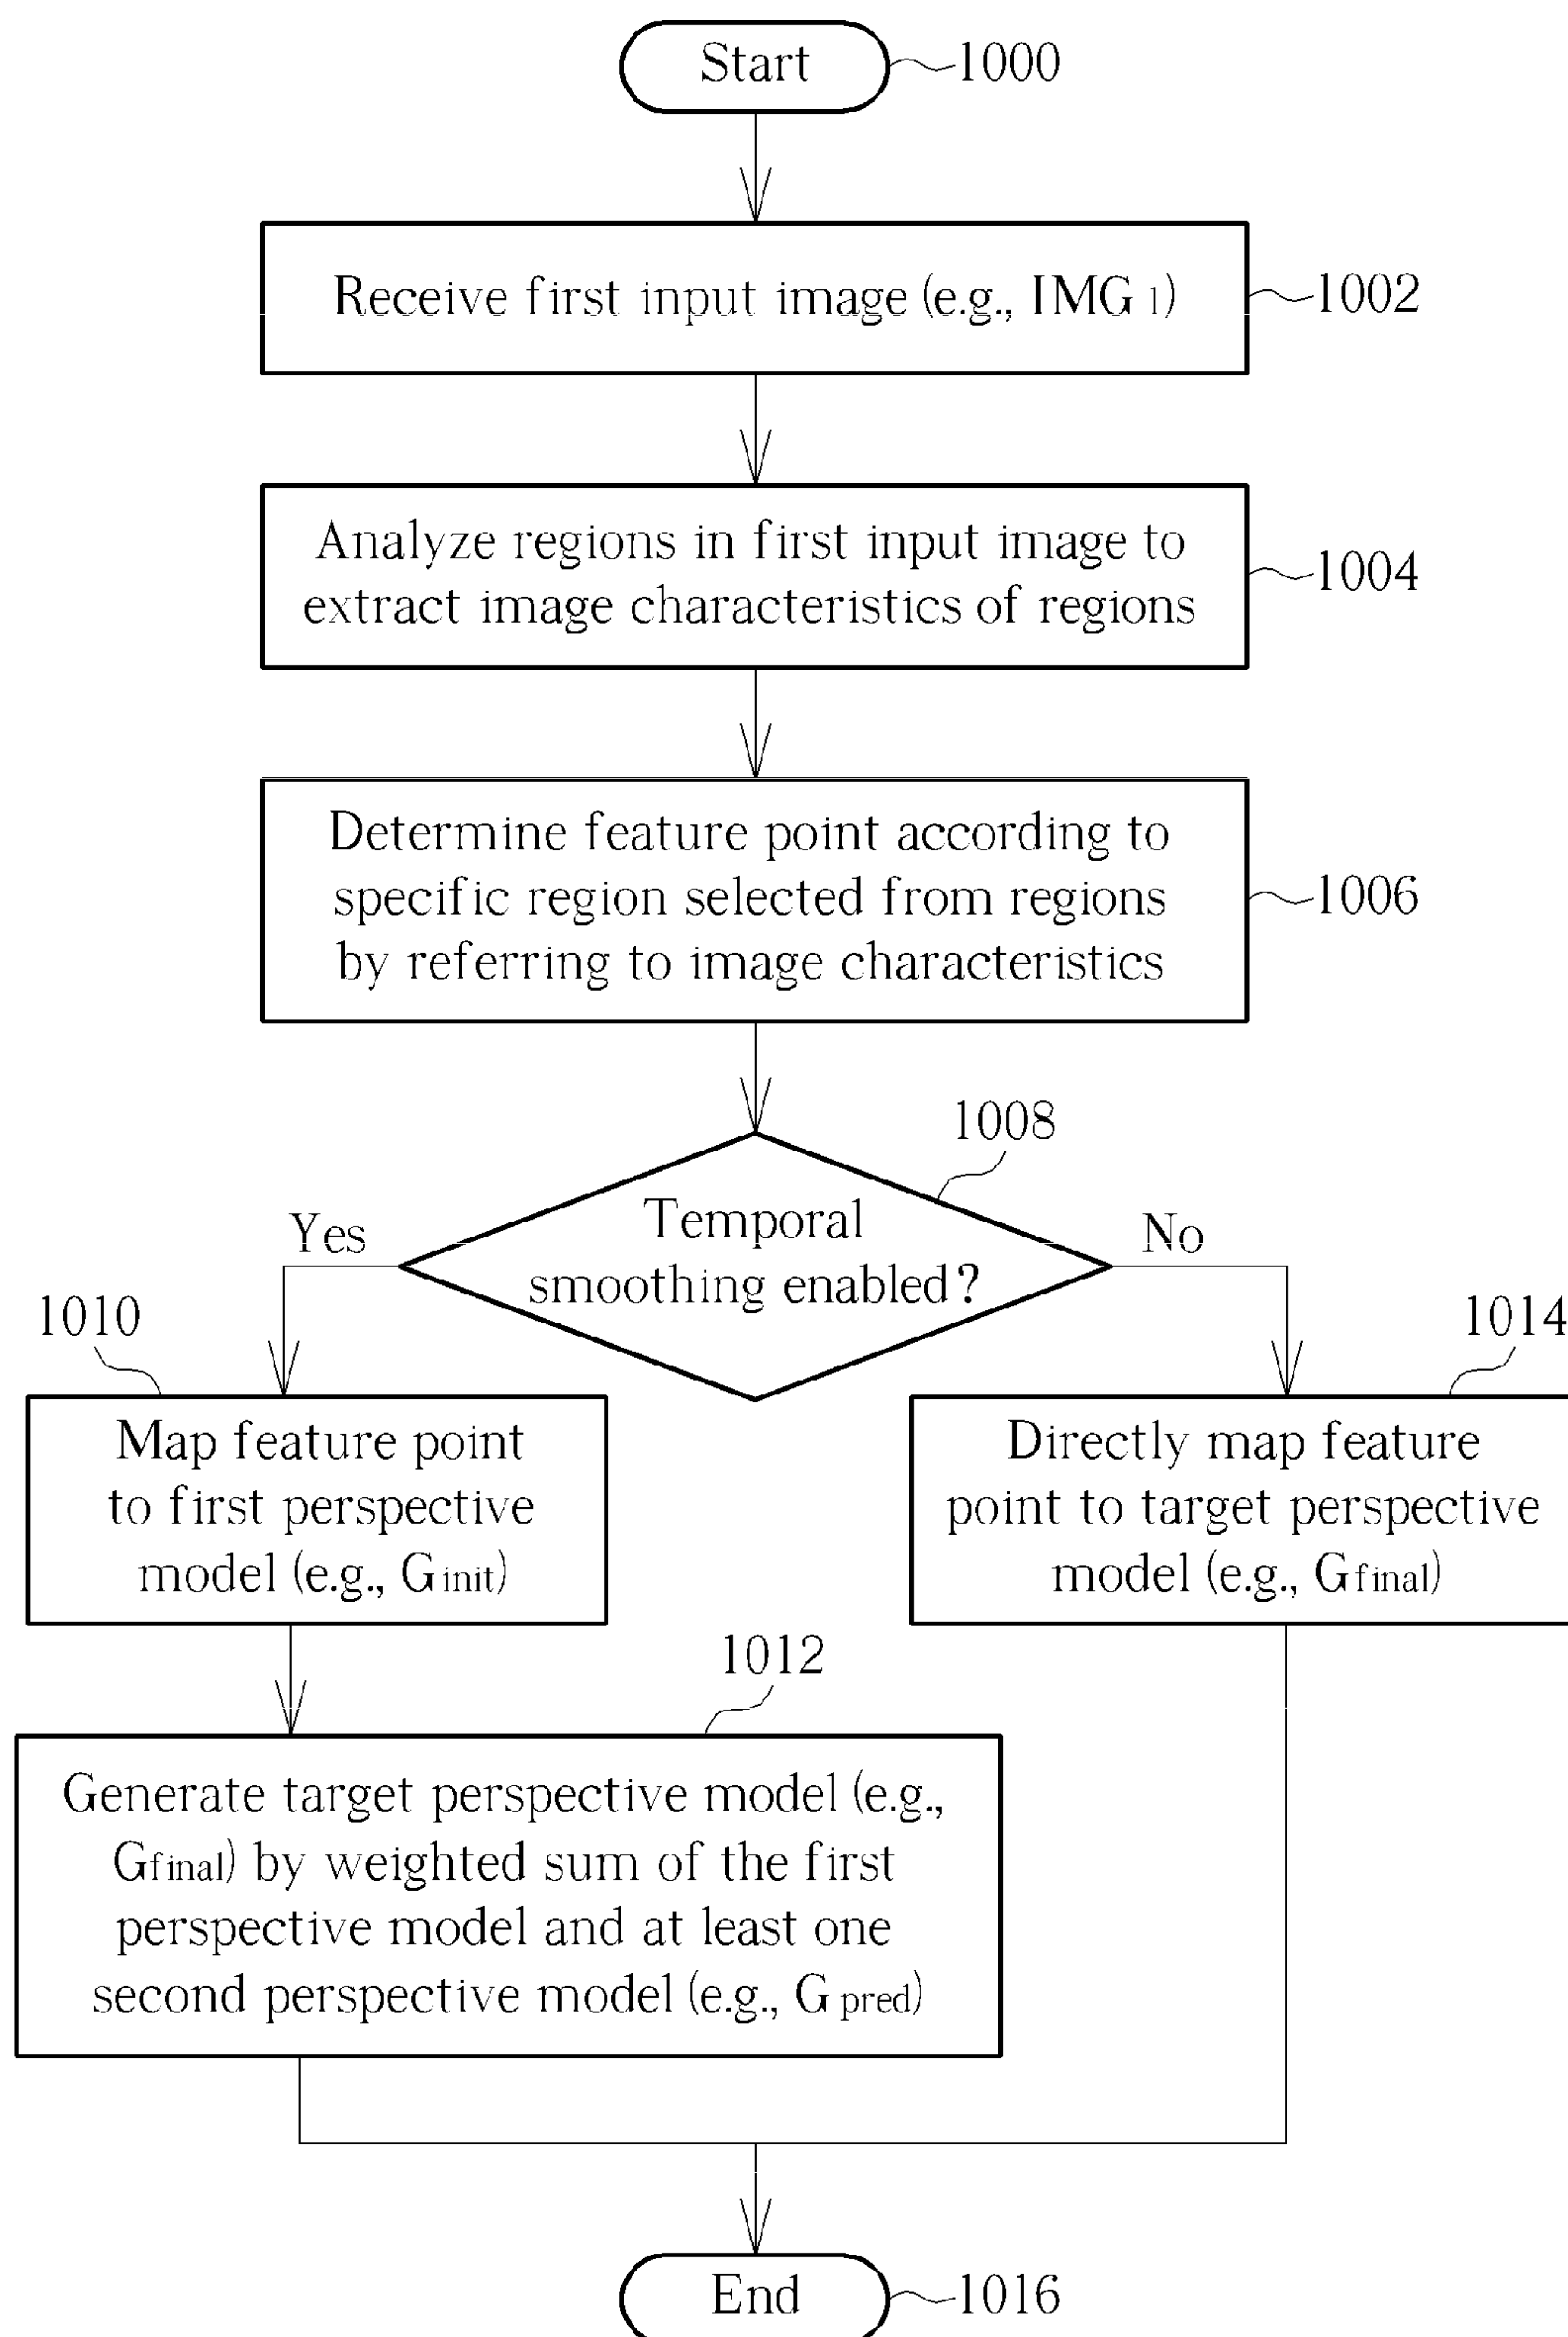 Start
1000
Receive first input image (e.g., IMG 1)
1002
Analyze regions in first input image to
extract image characteristics of regions
1004
Determine feature point according to
specific region selected from regions
by referring to image characteristics
1006
1008
Temporal
smoothing enabled?
Yes
No
1010
Map feature point
to first perspective
model (e.g., Ginit)
1014
Directly map feature
point to target perspective
model (e.g., Gfinal)
1012
Generate target perspective model (e.g.,
Gfinal) by weighted sum of the first
perspective model and at least one
second perspective model (e.g., G pred)
End
1016